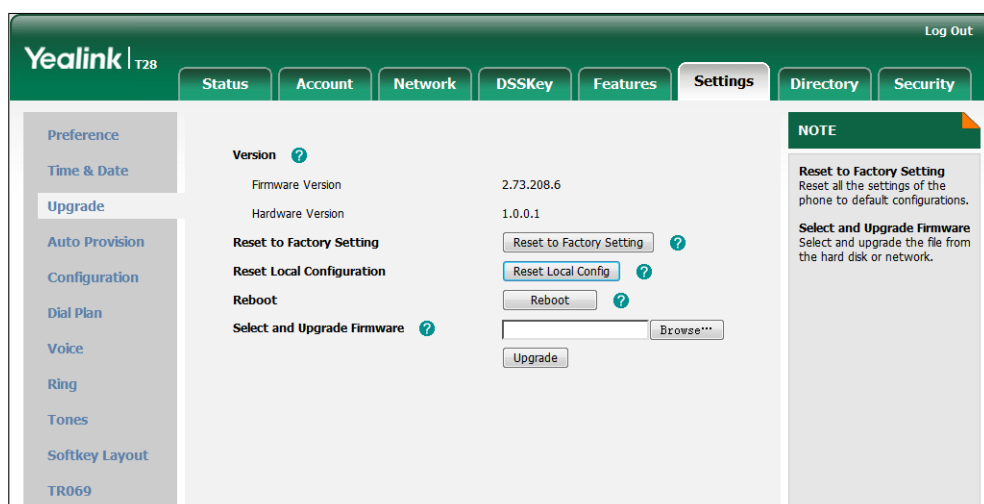 Log Out
Yealink T28
Status Account Network DSSKey Features Settings Directory Security
Preference
Time & Date
Upgrade
Auto Provision
Configuration
Dial Plan
Voice
Ring
Tones
Softkey Layout
TR069
Version ?
Firmware Version 2.73.208.6
Hardware Version 1.0.0.1
Reset to Factory Setting Reset to Factory Setting ?
Reset Local Configuration Reset Local Config ?
Reboot Reboot ?
Select and Upgrade Firmware ? Browse...
Upgrade
NOTE
Reset to Factory Setting
Reset all the settings of the
phone to default configurations.
Select and Upgrade Firmware
Select and upgrade the file from
the hard disk or network.